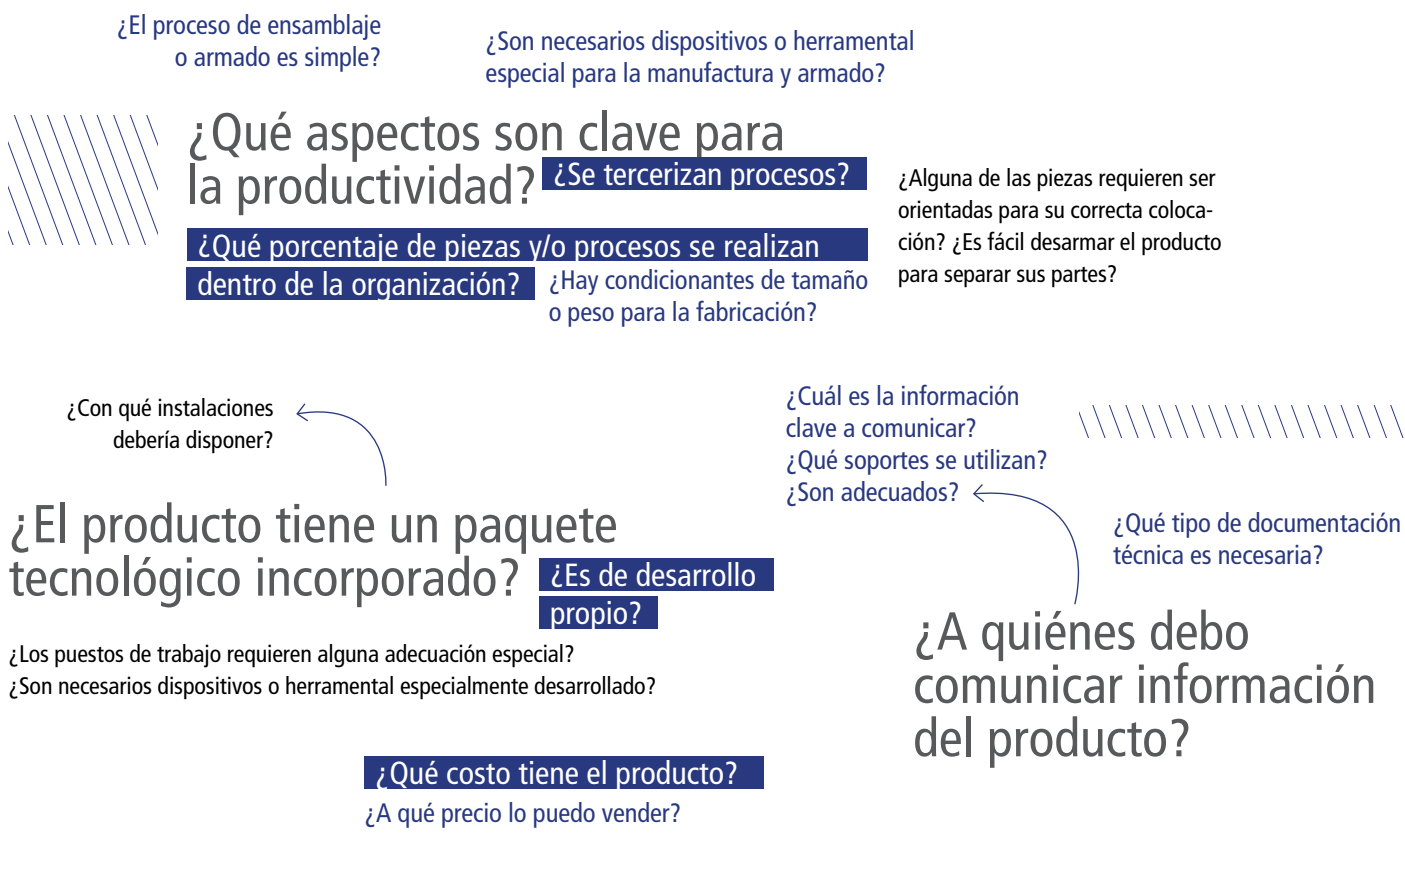 ¿El proceso de ensamblaje
o armado es simple?
¿Son necesarios dispositivos o herramental
especial para la manufactura y armado?
¿Qué aspectos son clave para
la productividad?
¿Se tercerizan procesos?
¿Qué porcentaje de piezas y/o procesos se realizan
dentro de la organización?
¿Hay condicionantes de tamaño
o peso para la fabricación?
¿Alguna de las piezas requieren ser
orientadas para su correcta coloca-
ción? ¿Es fácil desarmar el producto
para separar sus partes?
¿Con qué instalaciones
debería disponer?
¿El producto tiene un paquete
tecnológico incorporado?
¿Es de desarrollo
propio?
¿Los puestos de trabajo requieren alguna adecuación especial?
¿Son necesarios dispositivos o herramental especialmente desarrollado?
¿Cuál es la información
clave a comunicar?
¿Qué soportes se utilizan?
¿Son adecuados?
¿Qué tipo de documentación
técnica es necesaria?
¿A quiénes debo
comunicar información
del producto?
¿Qué costo tiene el producto?
¿A qué precio lo puedo vender?